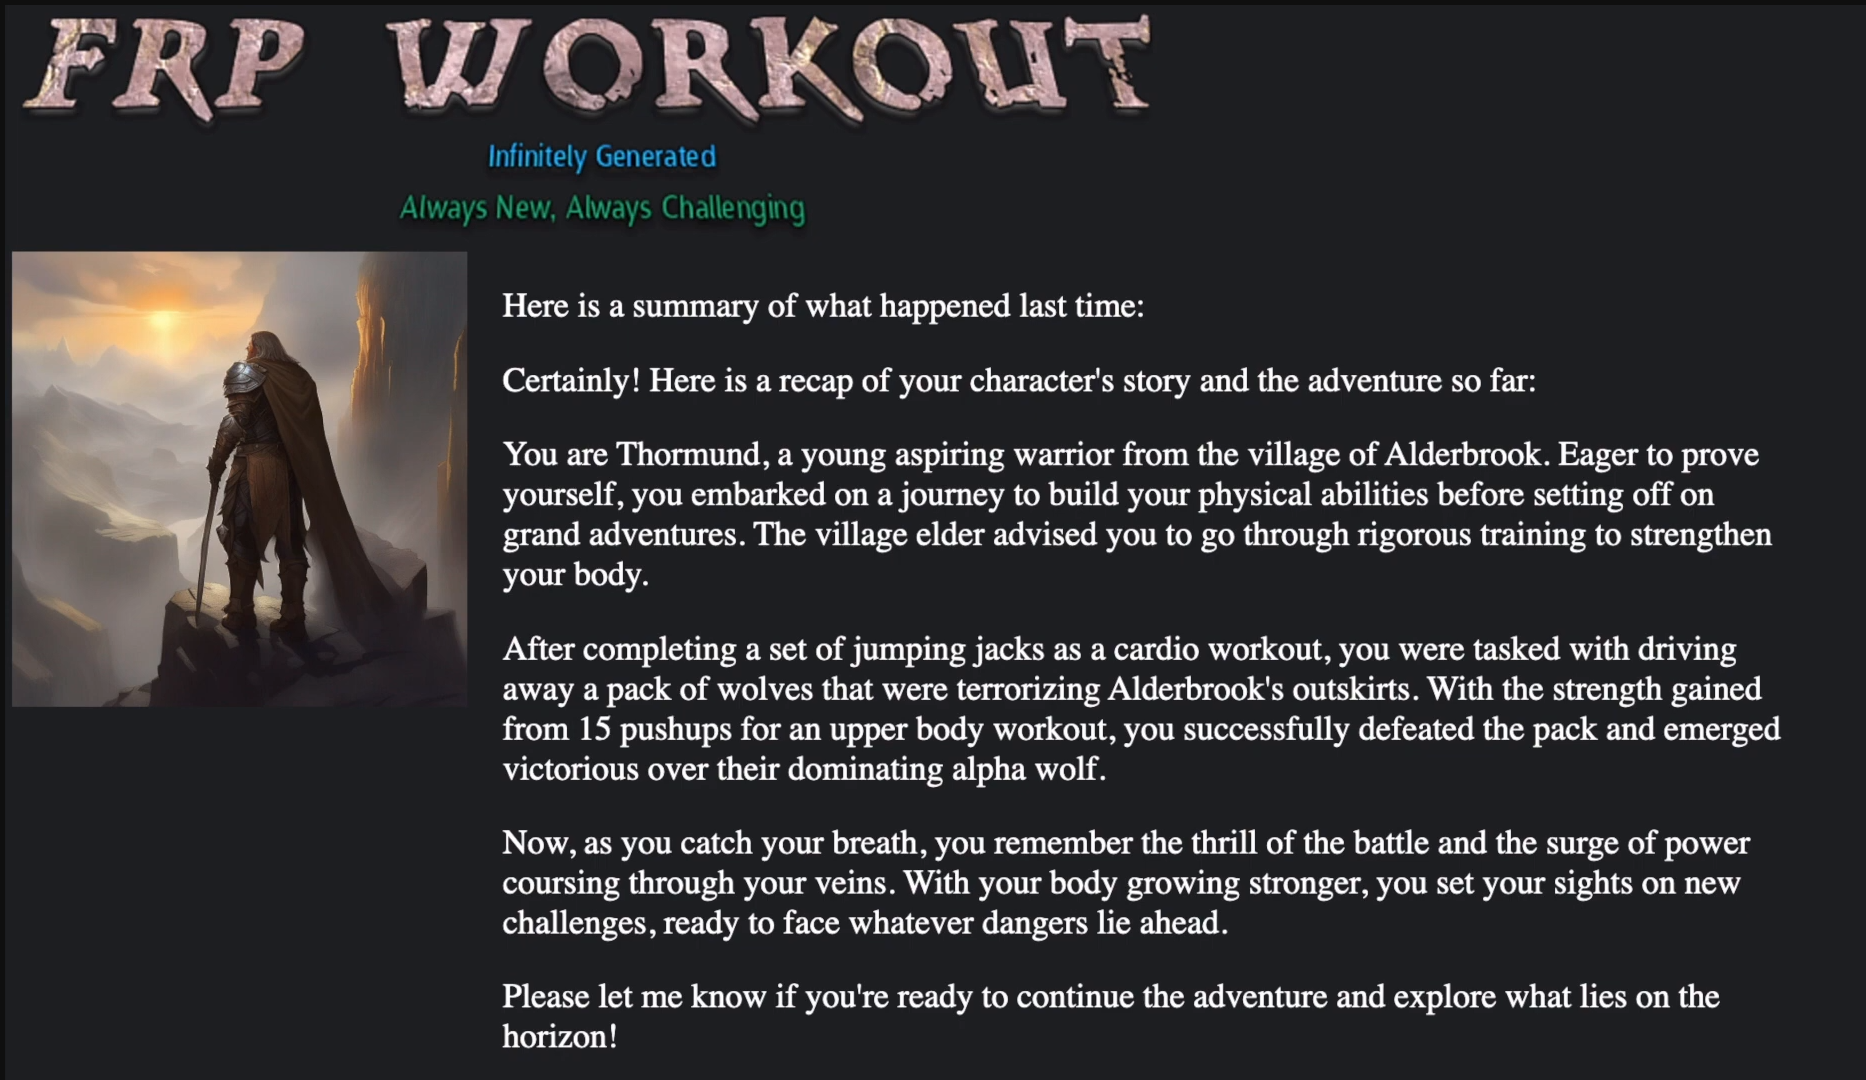 FRP WORKOUT
Infinitely Generated
Always New, Always Challenging
Here is a summary of what happened last time:
Certainly! Here is a recap of your character's story and the adventure so far:
You are Thormund, a young aspiring warrior from the village of Alderbrook. Eager to prove
yourself, you embarked on a journey to build your physical abilities before setting off on
grand adventures. The village elder advised you to go through rigorous training to strengthen
your body.
After completing a set of jumping jacks as a cardio workout, you were tasked with driving
away a pack of wolves that were terrorizing Alderbrook's outskirts. With the strength gained
from 15 pushups for an upper body workout, you successfully defeated the pack and emerged
victorious over their dominating alpha wolf.
Now, as you catch your breath, you remember the thrill of the battle and the surge of power
coursing through your veins. With your body growing stronger, you set your sights on new
challenges, ready to face whatever dangers lie ahead.
Please let me know if you're ready to continue the adventure and explore what lies on the
horizon!